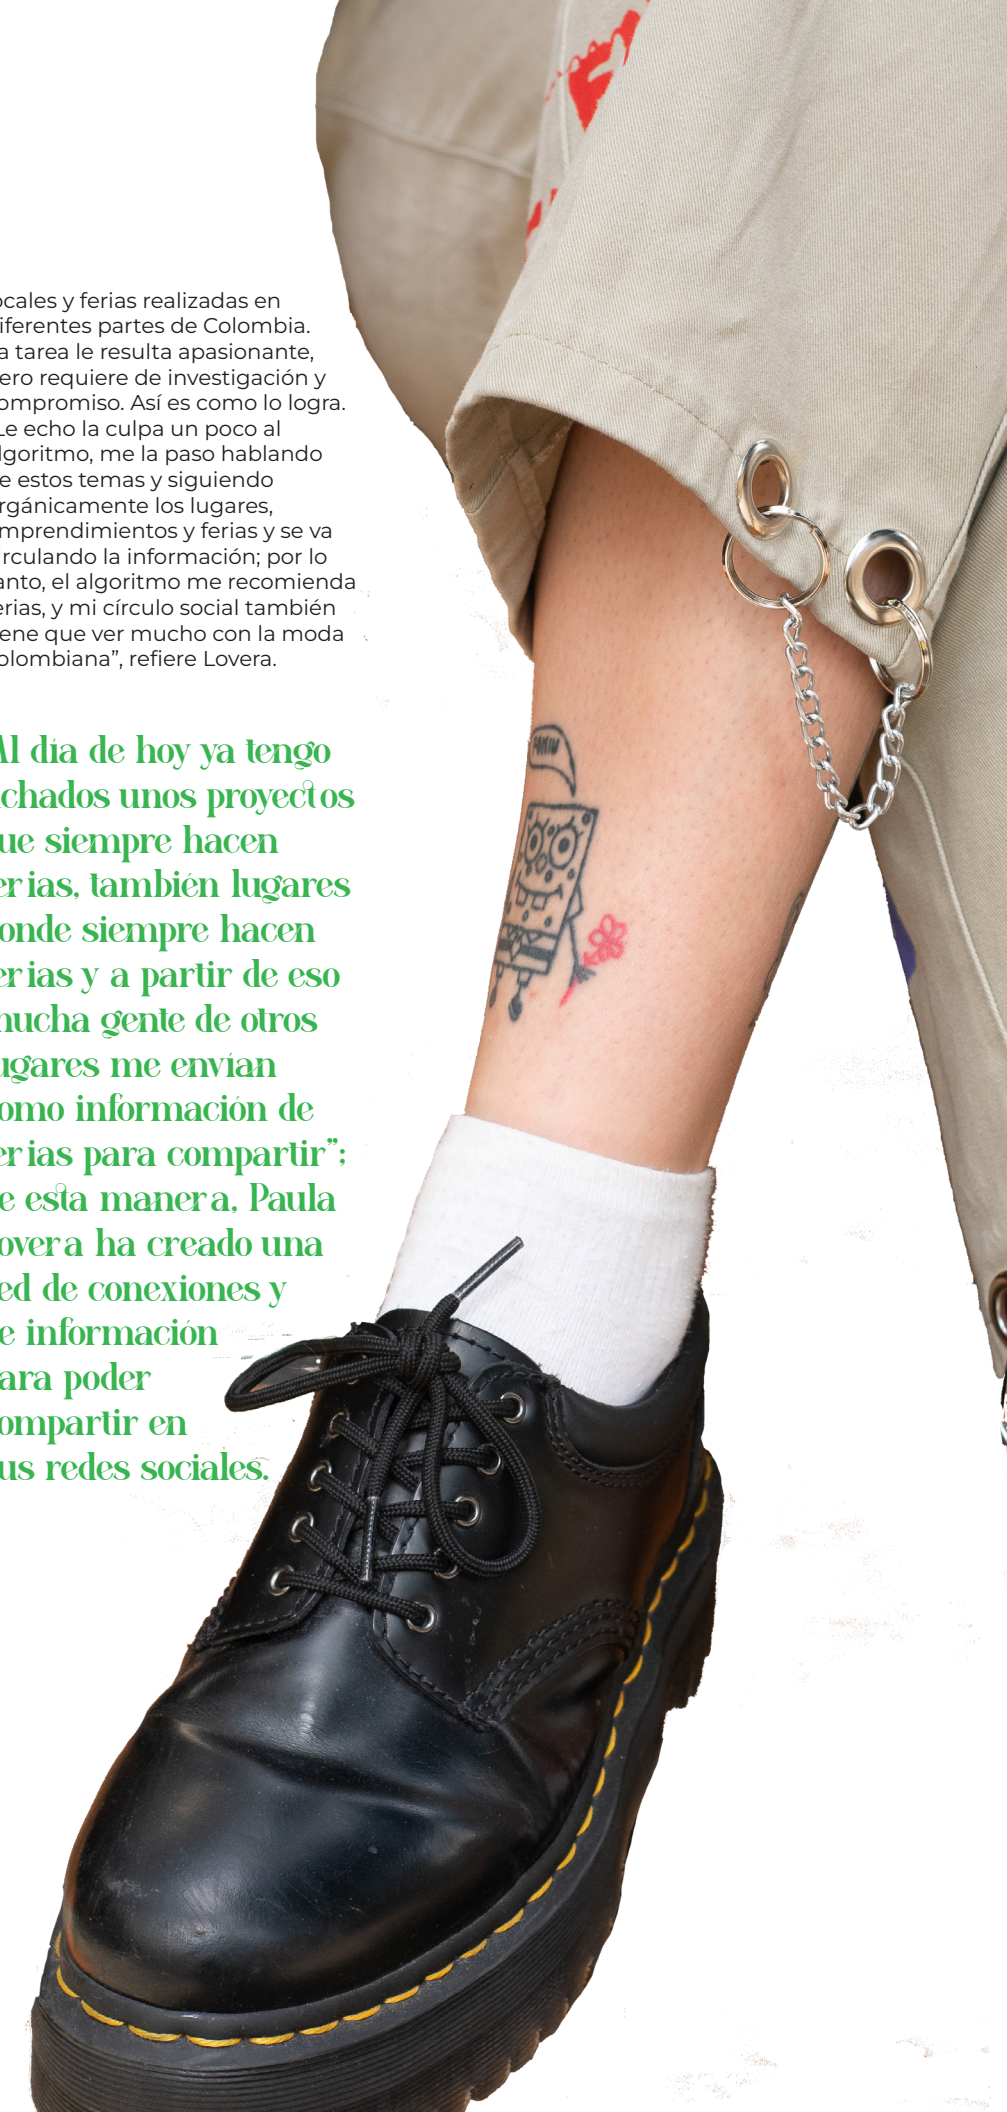 ocales y ferias realizadas en
iferentes partes de Colombia.
a tarea le resulta apasionante,
ero requiere de investigación y
ompromiso. Así es como lo logra.
Le echo la culpa un poco al
lgoritmo, me la paso hablando
e estos temas y siguiendo
rgánicamente los lugares,
mprendimientos y ferias y se va
irculando la información; por lo
anto, el algoritmo me recomienda
erias, y mi círculo social también
ene que ver mucho con la moda
olombiana”, refiere Lovera.
Al día de hoy ya tengo
chados unos proyectos
ue siempre hacen
erias, también lugares
onde siempre hacen
erias y a partir de eso
mucha gente de otros
ugares me envían
omo información de
erias para compartir”;
e esta manera, Paula
overa ha creado una
ed de conexiones y
e información
ara poder
ompartir en
us redes sociales.